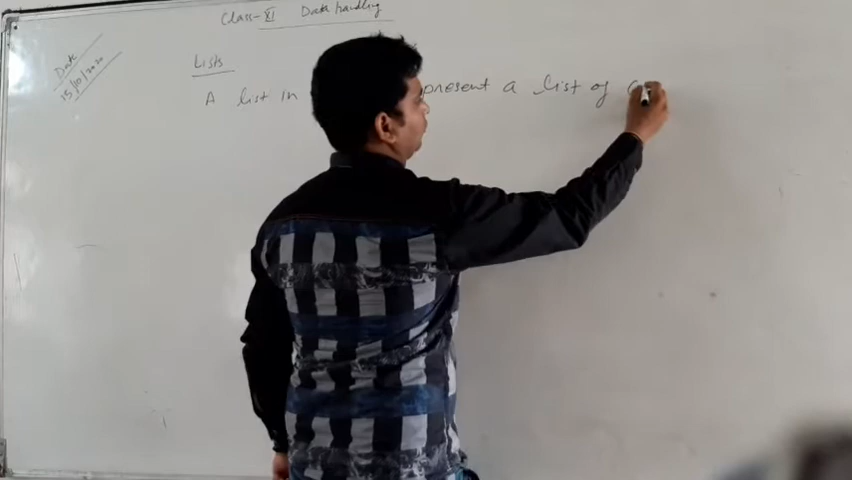 Class-XI Data handling
Date
15/10/2020
Lists
A list in present a list of